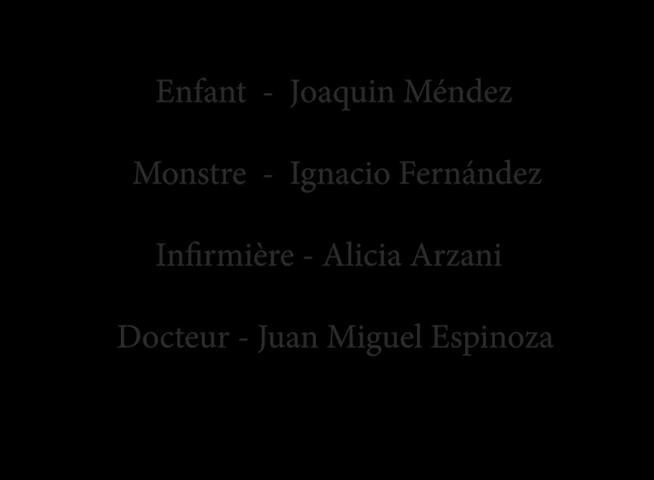 Enfant - Joaquin Méndez
Monstre - Ignacio Fernández
Infirmière - Alicia Arzani
Docteur - Juan Miguel Espinoza